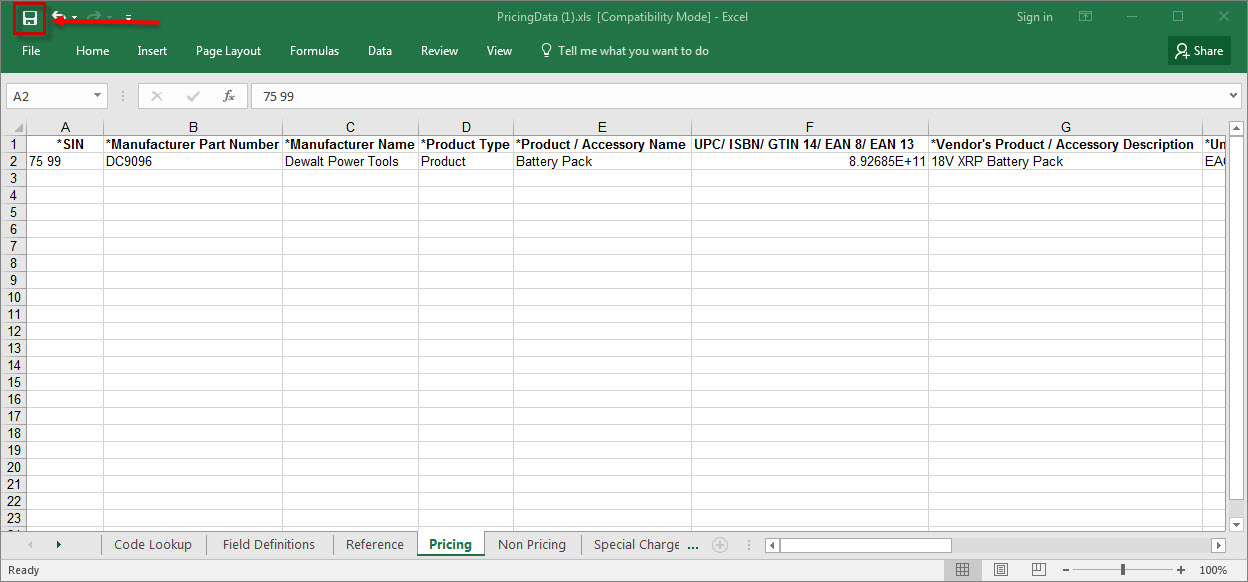 PricingData (1).xls [Compatibility Mode] - Excel
Sign in
File Home Insert Page Layout Formulas Data Review View Tell me what you want to do Share
A2 fx 75 99
A B C D E F G
1 *SIN *Manufacturer Part Number *Manufacturer Name *Product Type *Product / Accessory Name UPC/ ISBN/ GTIN 14/ EAN 8/ EAN 13 *Vendor's Product / Accessory Description *Un
2 75 99 DC9096 Dewalt Power Tools Product Battery Pack 8.92685E+11 18V XRP Battery Pack EA
3
4
5
6
7
8
9
10
11
12
13
14
15
16
17
18
19
20
21
22
23
Code Lookup Field Definitions Reference Pricing Non Pricing Special Charge ...
Ready 100%